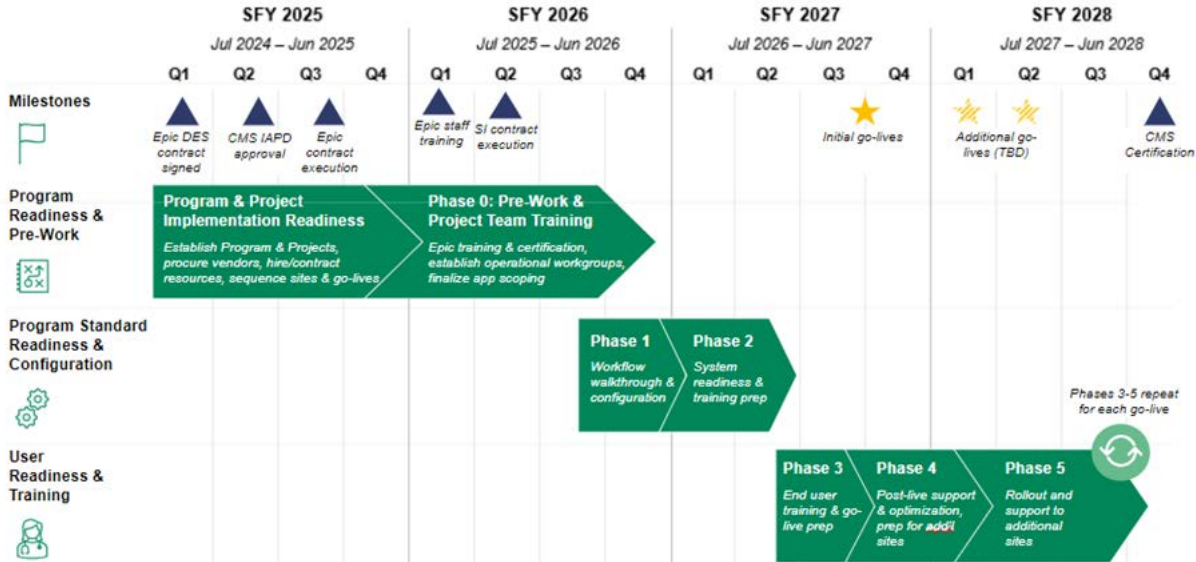 SFY 2025
SFY 2026
SFY 2027
SFY 2028
Jul 2024 – Jun 2025
Jul 2025 – Jun 2026
Jul 2026 – Jun 2027
Jul 2027 – Jun 2028
Q1 Q2 Q3 Q4 Q1 Q2 Q3 Q4 Q1 Q2 Q3 Q4 Q1 Q2 Q3 Q4
Milestones
Epic DES
contract
signed
CMS IAPD
approval
Epic
contract
execution
Epic staff
training
SI contract
execution
Initial go-lives
Additional go-
lives (TBD)
CMS
Certification
Program
Readiness &
Pre-Work
Program & Project
Implementation Readiness
Establish Program & Projects,
procure vendors, hire/contract
resources, sequence sites & go-lives
Phase 0: Pre-Work &
Project Team Training
Epic training & certification,
establish operational workgroups,
finalize app scoping
Program Standard
Readiness &
Configuration
Phase 1
Workflow
walkthrough &
configuration
Phase 2
System
readiness &
training prep
Phases 3-5 repeat
for each go-live
User
Readiness &
Training
Phase 3
End user
training & go-
live prep
Phase 4
Post-live support
& optimization,
prep for addi'l
sites
Phase 5
Rollout and
support to
additional
sites